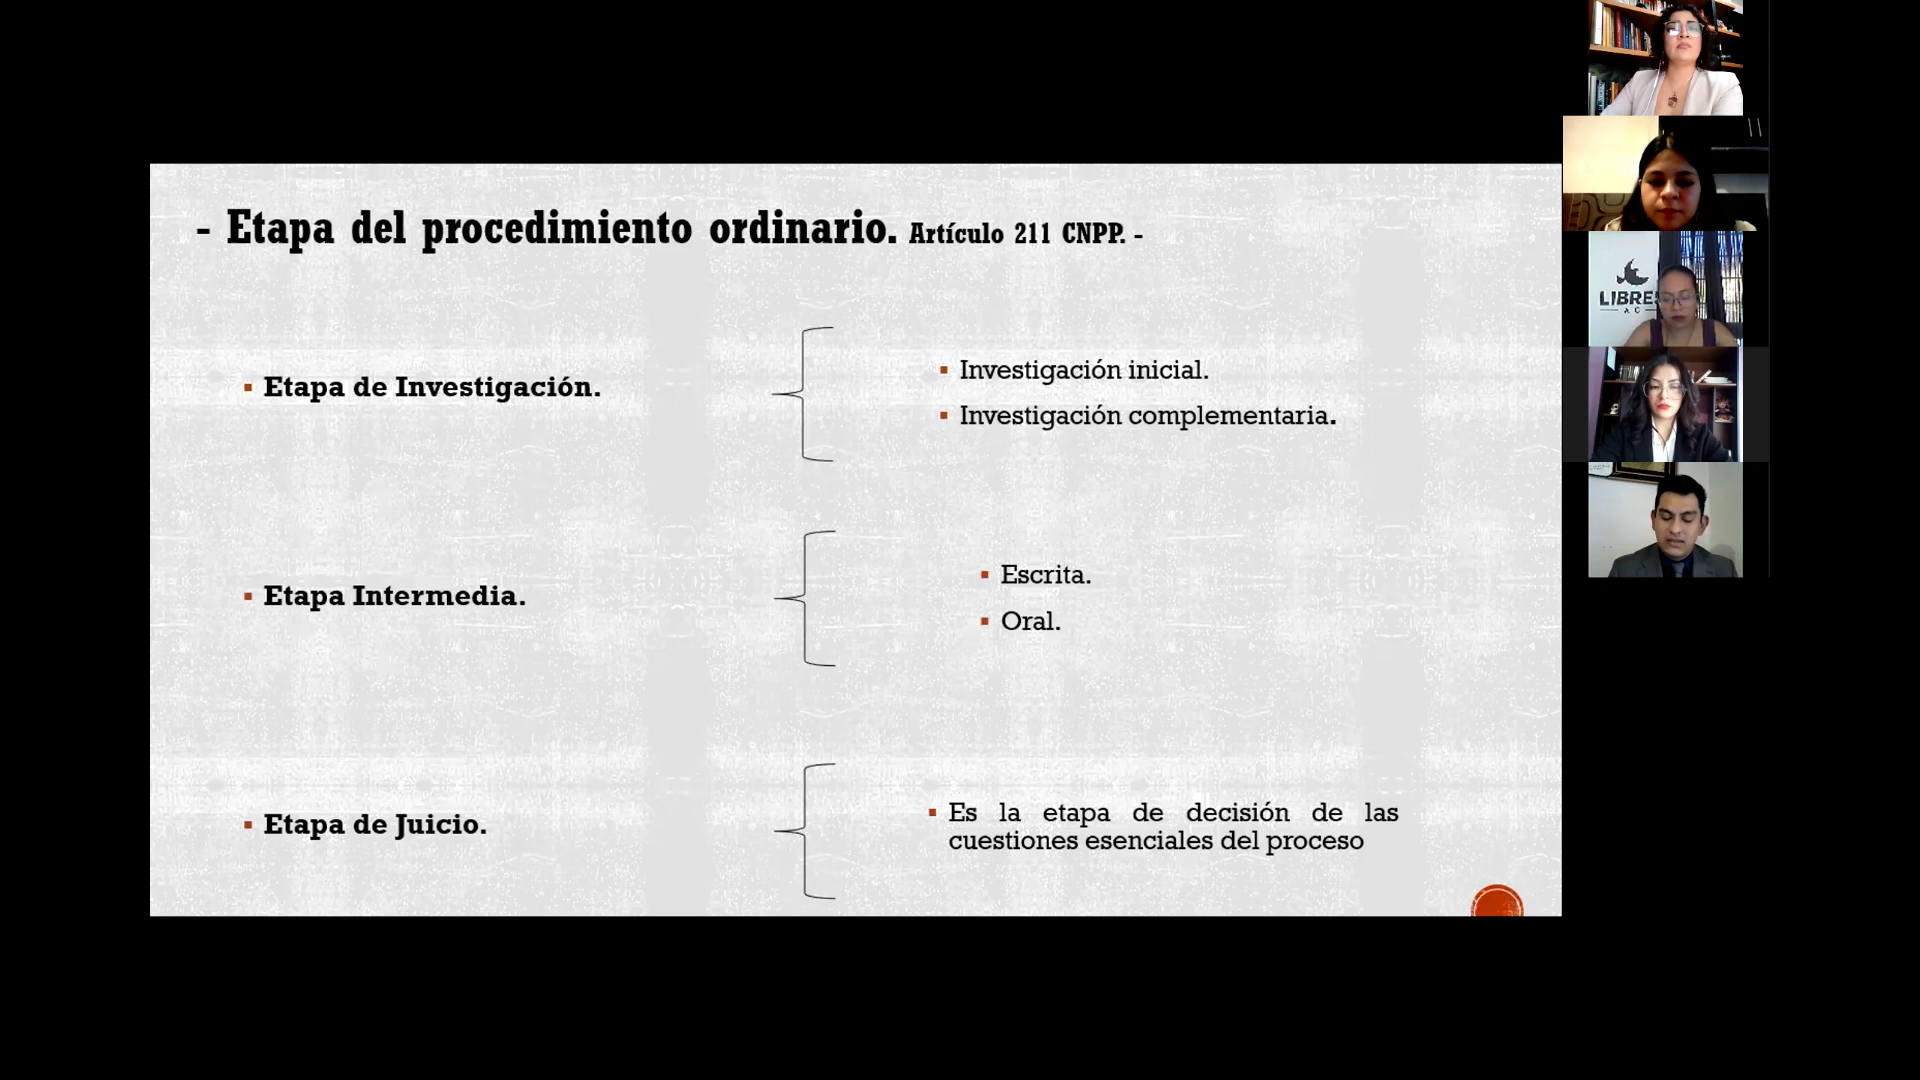 - Etapa del procedimiento ordinario. Artículo 211 CNPP. -
▪ Etapa de Investigación.
▪ Investigación inicial.
▪ Investigación complementaria.
▪ Etapa Intermedia.
▪ Escrita.
▪ Oral.
▪ Etapa de Juicio.
▪ Es la etapa de decisión de las
cuestiones esenciales del proceso
LIBRE